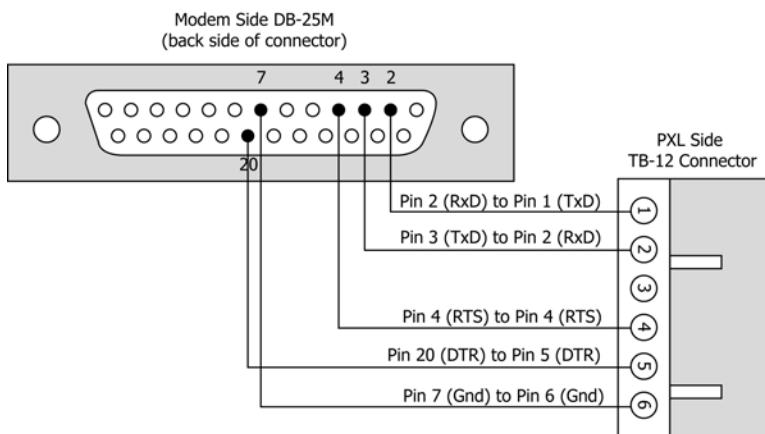 Modem Side DB-25M
(back side of connector)
7 4 3 2
20
PXL Side
TB-12 Connector
Pin 2 (RxD) to Pin 1 (TxD)
1
Pin 3 (TxD) to Pin 2 (RxD)
2
3
Pin 4 (RTS) to Pin 4 (RTS)
4
Pin 20 (DTR) to Pin 5 (DTR)
5
Pin 7 (Gnd) to Pin 6 (Gnd)
6